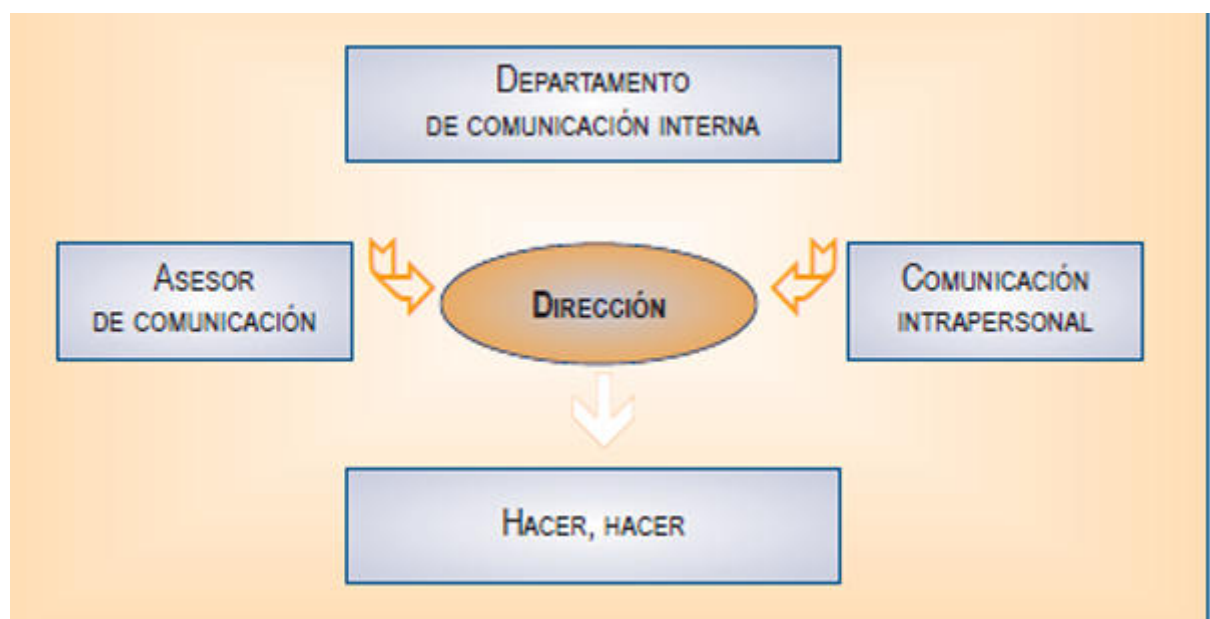 DEPARTAMENTO
DE COMUNICACIÓN INTERNA
ASESOR
DE COMUNICACIÓN
DIRECCIÓN
COMUNICACIÓN
INTRAPERSONAL
HACER, HACER